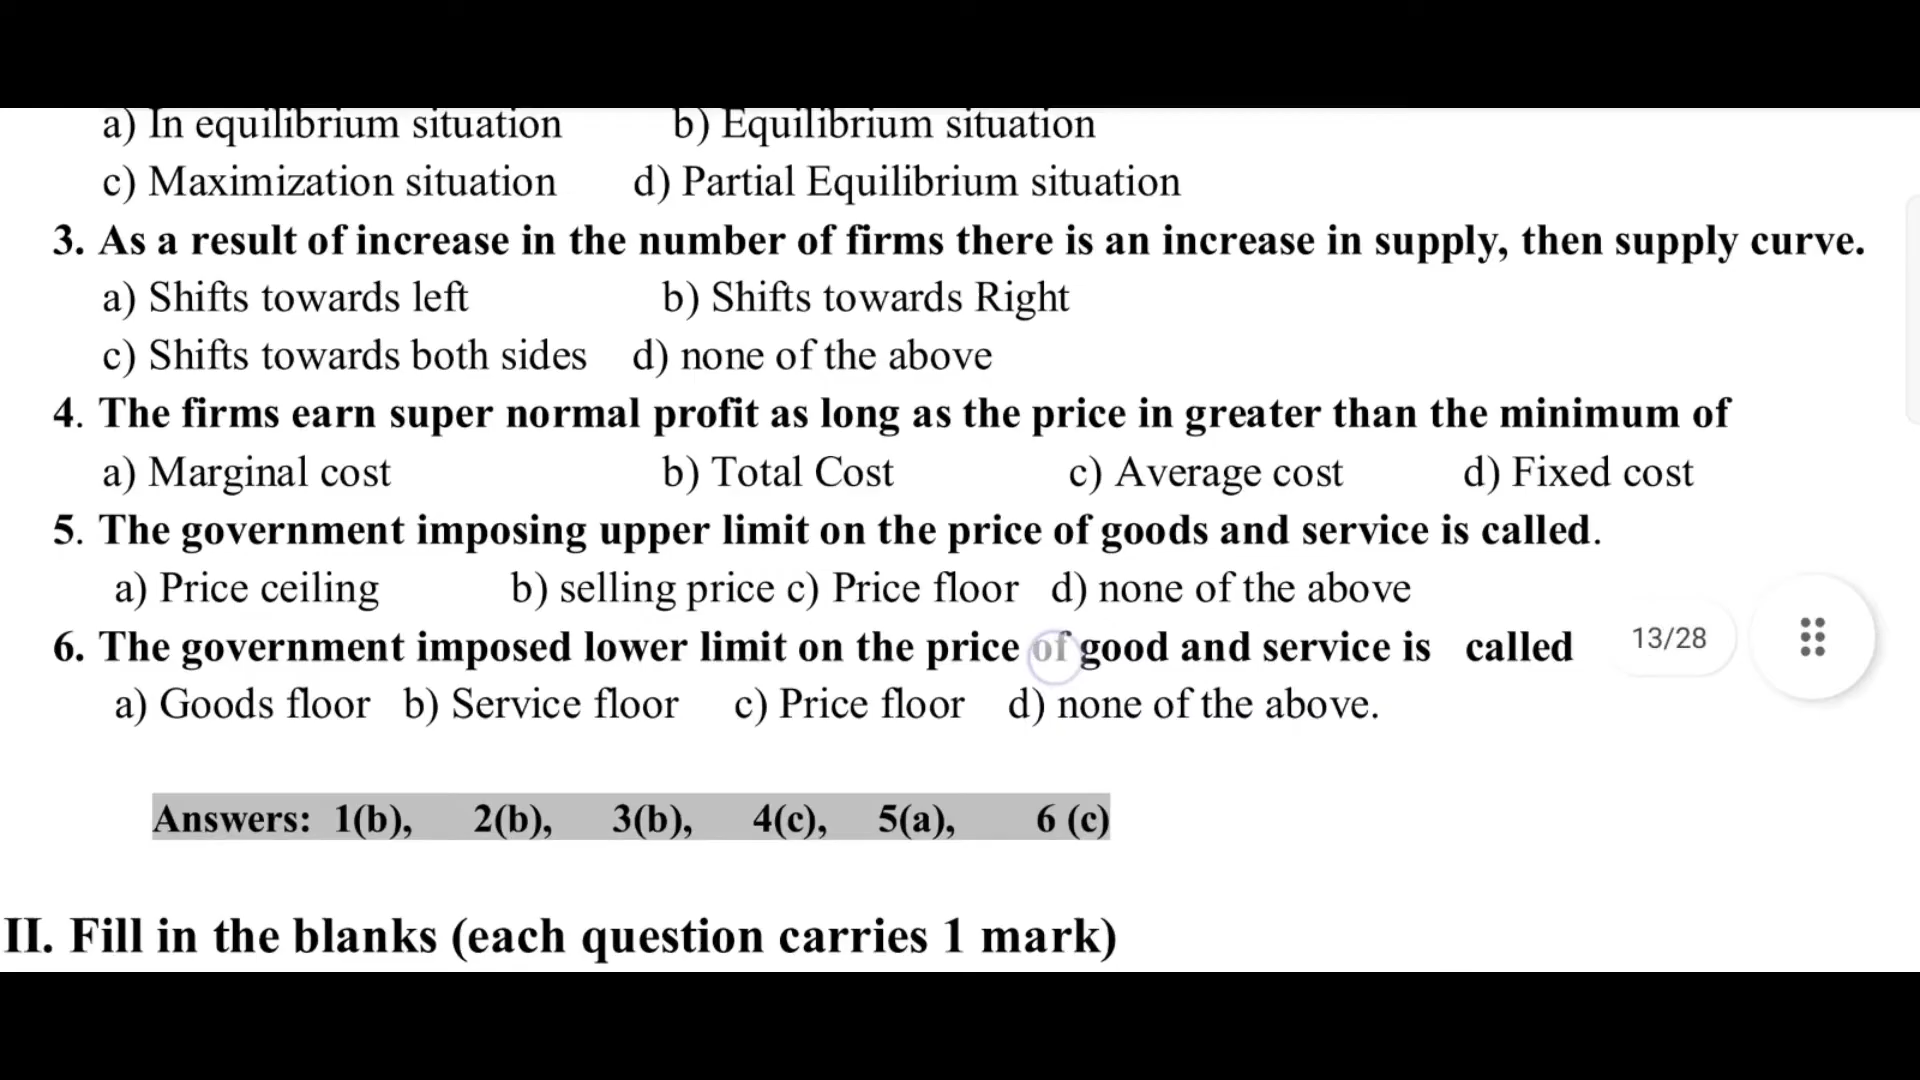 a) In equilibrium situation b) Equilibrium situation
c) Maximization situation d) Partial Equilibrium situation
3. As a result of increase in the number of firms there is an increase in supply, then supply curve.
a) Shifts towards left b) Shifts towards Right
c) Shifts towards both sides d) none of the above
4. The firms earn super normal profit as long as the price in greater than the minimum of
a) Marginal cost b) Total Cost c) Average cost d) Fixed cost
5. The government imposing upper limit on the price of goods and service is called.
a) Price ceiling b) selling price c) Price floor d) none of the above
6. The government imposed lower limit on the price of good and service is called
13/28
a) Goods floor b) Service floor c) Price floor d) none of the above.
Answers: 1(b), 2(b), 3(b), 4(c), 5(a), 6 (c)
II. Fill in the blanks (each question carries 1 mark)